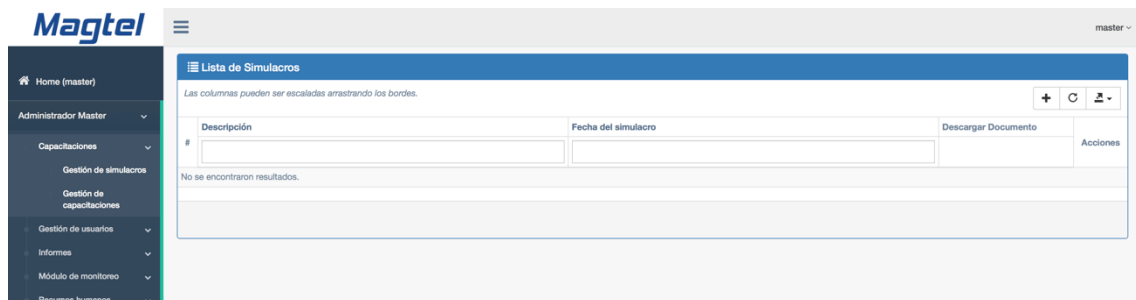 Magtel
master
Home (master)
Administrador Master
Capacitaciones
Gestión de simulacros
Gestión de
capacitaciones
Gestión de usuarios
Informes
Módulo de monitoreo
Recursos humanos
Lista de Simulacros
Las columnas pueden ser escaladas arrastrando los bordes.
# Descripción Fecha del simulacro Descargar Documento Acciones
No se encontraron resultados.